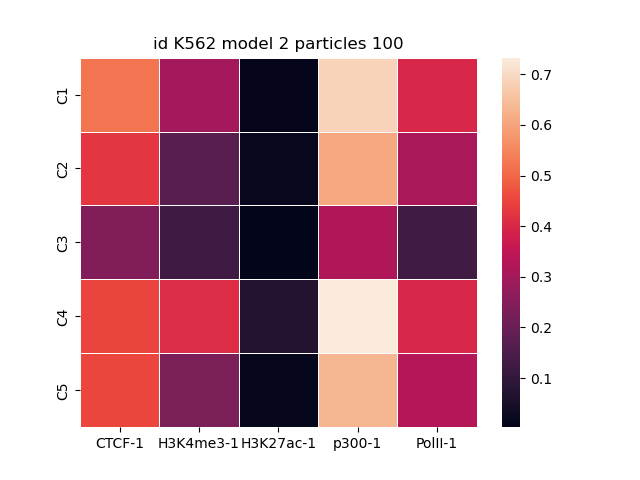 id K562 model 2 particles 100
C1
C2
C3
C4
C5
CTCF-1 H3K4me3-1 H3K27ac-1 p300-1 PolII-1
0.7
0.6
0.5
0.4
0.3
0.2
0.1